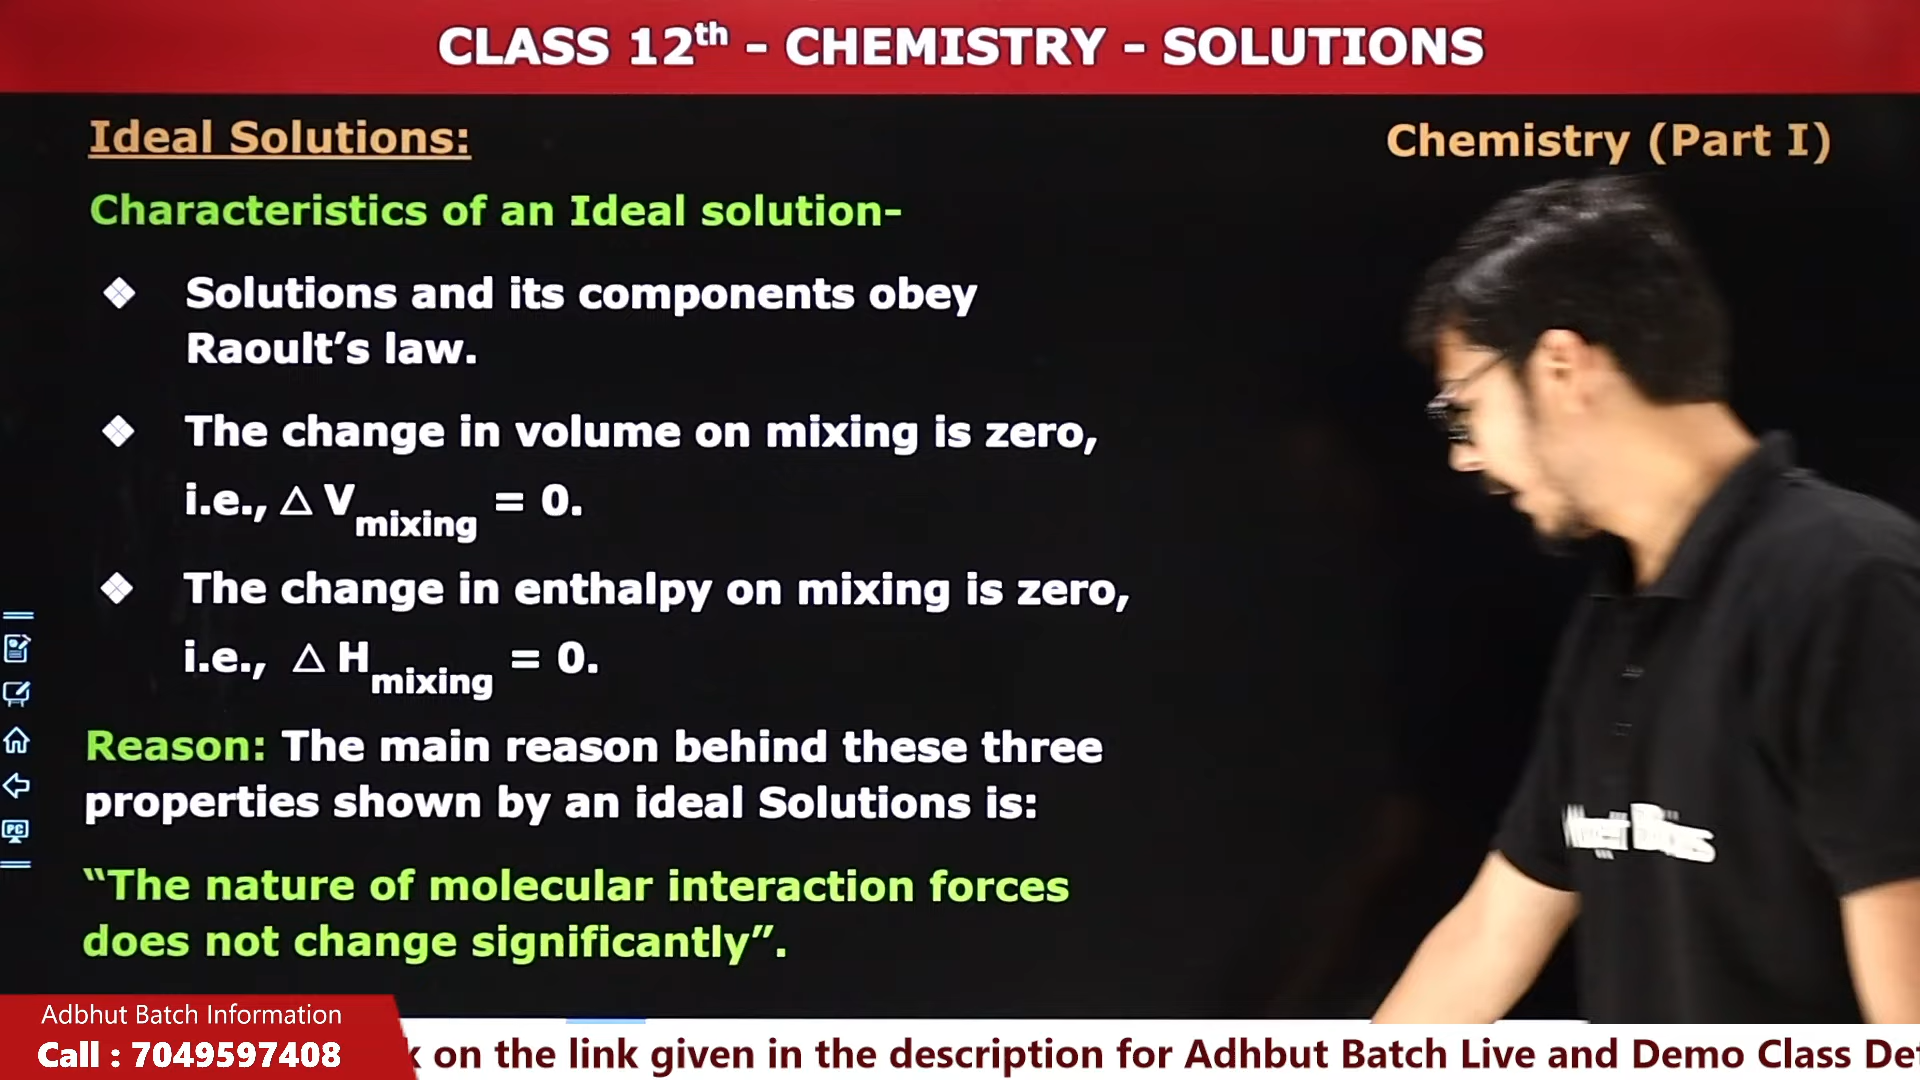 CLASS 12th - CHEMISTRY - SOLUTIONS
Ideal Solutions:
Chemistry (Part I)
Characteristics of an Ideal solution-
❖ Solutions and its components obey
Raoult’s law.
❖ The change in volume on mixing is zero,
i.e., △ Vmixing = 0.
❖ The change in enthalpy on mixing is zero,
i.e., △ Hmixing = 0.
Reason: The main reason behind these three
properties shown by an ideal Solutions is:
“The nature of molecular interaction forces
does not change significantly”.
PC
Adbhut Batch Information
Call : 7049597408
on the link given in the description for Adhbut Batch Live and Demo Class